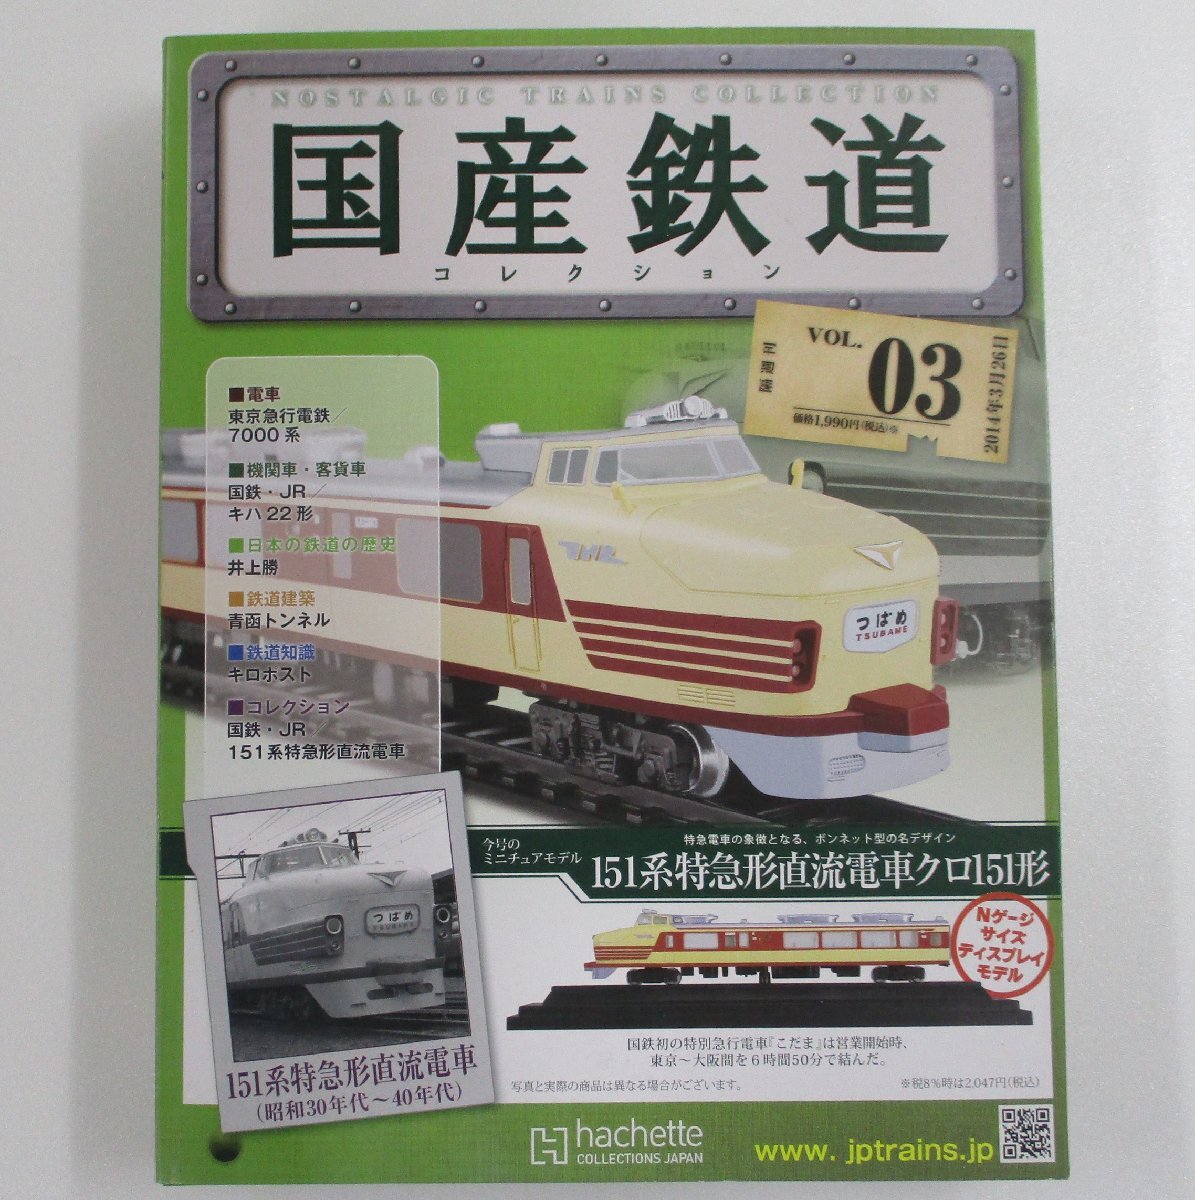 NOSTALGIC TRAINS COLLECTION
国産鉄道
コレクション
VOL. 03
価格1,990円(税込)※
2014年3月26日
■電車
東京急行電鉄／
7000系
■機関車・客貨車
国鉄・JR／
キハ22形
■日本の鉄道の歴史
井上勝
■鉄道建築
青函トンネル
■鉄道知識
キロポスト
■コレクション
国鉄・JR／
151系特急形直流電車
つばめ
TSUBAME
特急電車の象徴となる、ボンネット型の名デザイン
今号の
ミニチュアモデル
151系特急形直流電車クロ151形
Nゲージ
サイズ
ディスプレイ
モデル
つばめ
151系特急形直流電車
(昭和30年代～40年代)
国鉄初の特別急行電車『こだま』は営業開始時、
東京～大阪間を6時間50分で結んだ。
写真と実際の商品は異なる場合がございます。
※税8%時は2,047円(税込)
hachette
COLLECTIONS JAPAN
www.jptrains.jp